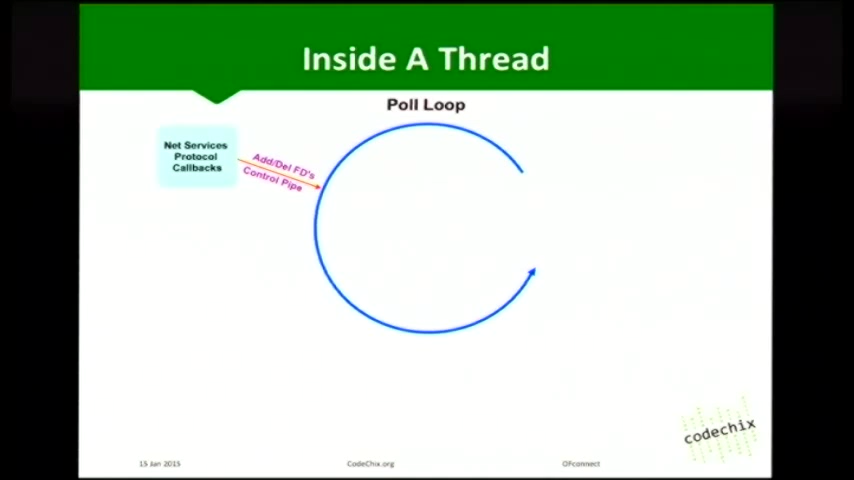 Inside A Thread
Poll Loop
Net Services
Protocol
Callbacks
Add/Del FD's
Control Pipe
codechix
15 Jan 2015
CodeChix.org
OFconnect